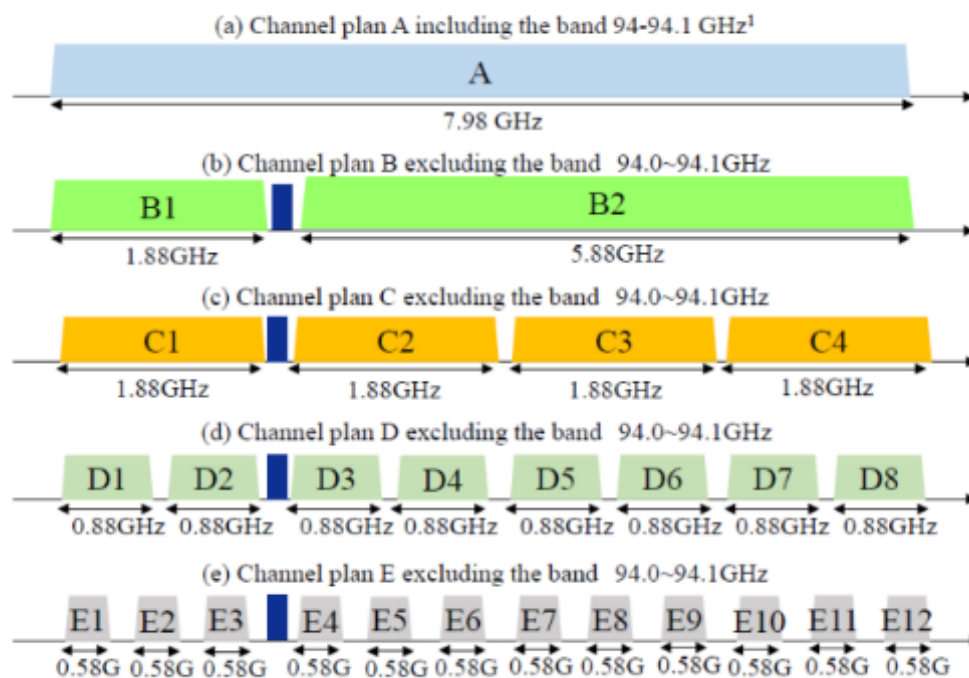 (a) Channel plan A including the band 94-94.1 GHz¹
A
7.98 GHz
(b) Channel plan B excluding the band 94.0~94.1GHz
B1 B2
1.88GHz 5.88GHz
(c) Channel plan C excluding the band 94.0~94.1GHz
C1 C2 C3 C4
1.88GHz 1.88GHz 1.88GHz 1.88GHz
(d) Channel plan D excluding the band 94.0~94.1GHz
D1 D2 D3 D4 D5 D6 D7 D8
0.88GHz 0.88GHz 0.88GHz 0.88GHz 0.88GHz 0.88GHz 0.88GHz 0.88GHz
(e) Channel plan E excluding the band 94.0~94.1GHz
E1 E2 E3 E4 E5 E6 E7 E8 E9 E10 E11 E12
0.58G 0.58G 0.58G 0.58G 0.58G 0.58G 0.58G 0.58G 0.58G 0.58G 0.58G 0.58G